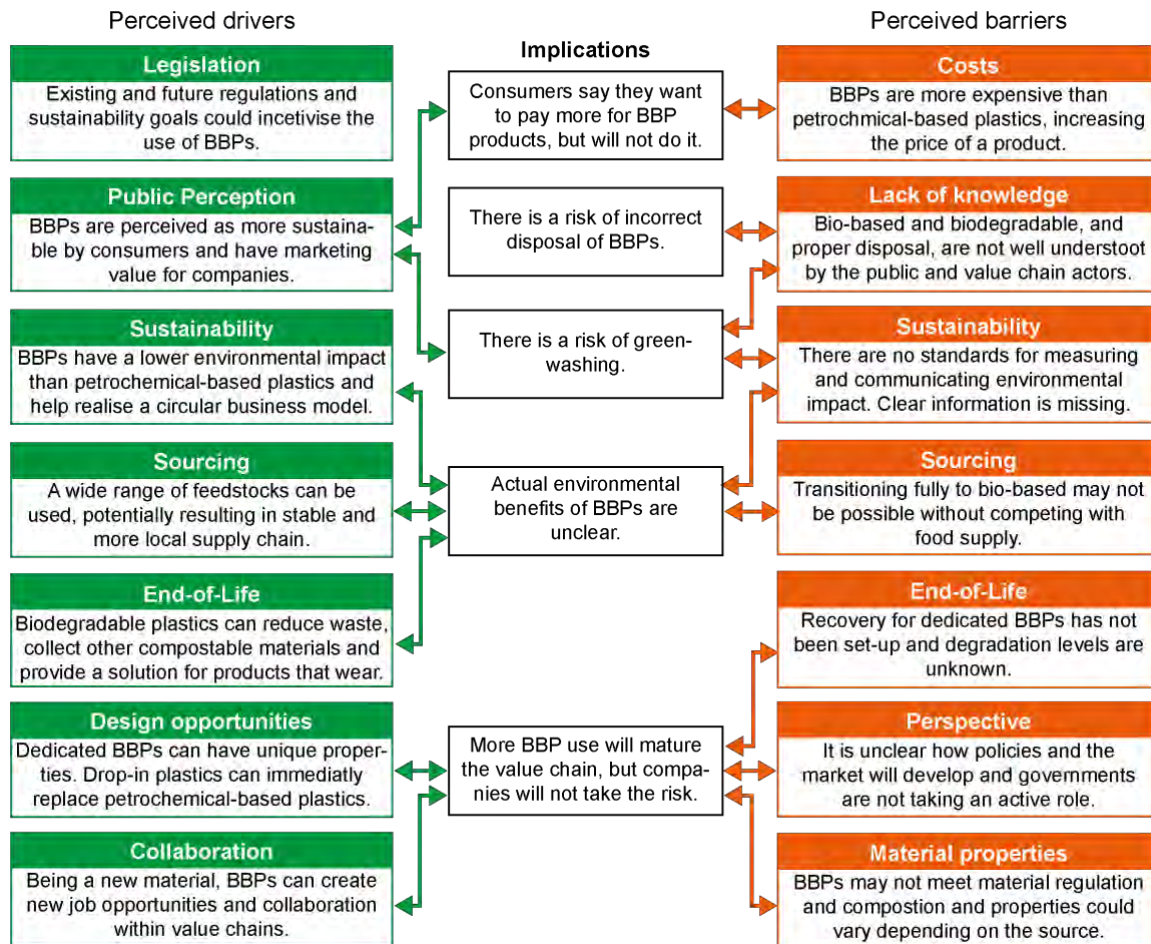 Perceived drivers
Legislation
Existing and future regulations and
sustainability goals could incetivise the
use of BBPs.
Public Perception
BBPs are perceived as more sustaina-
ble by consumers and have marketing
value for companies.
Sustainability
BBPs have a lower environmental impact
than petrochemical-based plastics and
help realise a circular business model.
Sourcing
A wide range of feedstocks can be
used, potentially resulting in stable and
more local supply chain.
End-of-Life
Biodegradable plastics can reduce waste,
collect other compostable materials and
provide a solution for products that wear.
Design opportunities
Dedicated BBPs can have unique proper-
ties. Drop-in plastics can immediatly
replace petrochemical-based plastics.
Collaboration
Being a new material, BBPs can create
new job opportunities and collaboration
within value chains.
Implications
Consumers say they want
to pay more for BBP
products, but will not do it.
There is a risk of incorrect
disposal of BBPs.
There is a risk of green-
washing.
Actual environmental
benefits of BBPs are
unclear.
More BBP use will mature
the value chain, but compa-
nies will not take the risk.
Perceived barriers
Costs
BBPs are more expensive than
petrochmical-based plastics, increasing
the price of a product.
Lack of knowledge
Bio-based and biodegradable, and
proper disposal, are not well understoot
by the public and value chain actors.
Sustainability
There are no standards for measuring
and communicating environmental
impact. Clear information is missing.
Sourcing
Transitioning fully to bio-based may not
be possible without competing with
food supply.
End-of-Life
Recovery for dedicated BBPs has not
been set-up and degradation levels are
unknown.
Perspective
It is unclear how policies and the
market will develop and governments
are not taking an active role.
Material properties
BBPs may not meet material regulation
and compostion and properties could
vary depending on the source.